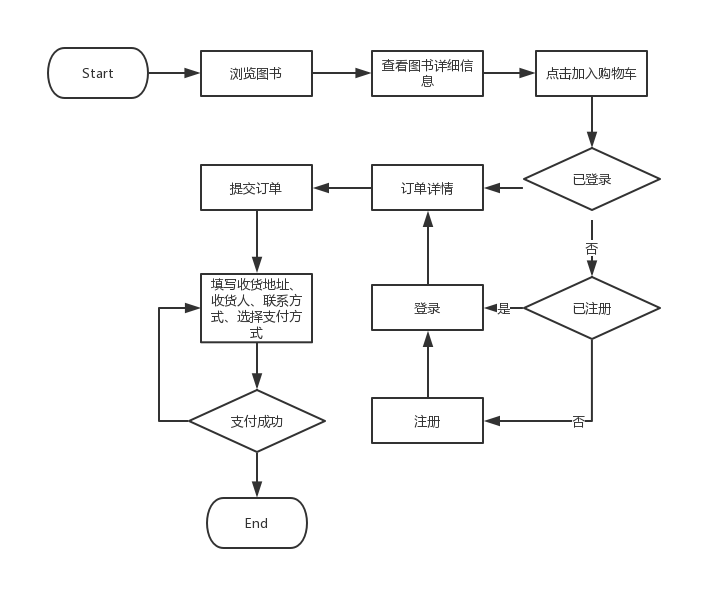 Start
浏览图书
查看图书详细信
息
点击加入购物车
提交订单
订单详情
已登录
否
填写收货地址、
收货人、联系方
式、选择支付方
式
登录
是
已注册
支付成功
注册
否
End